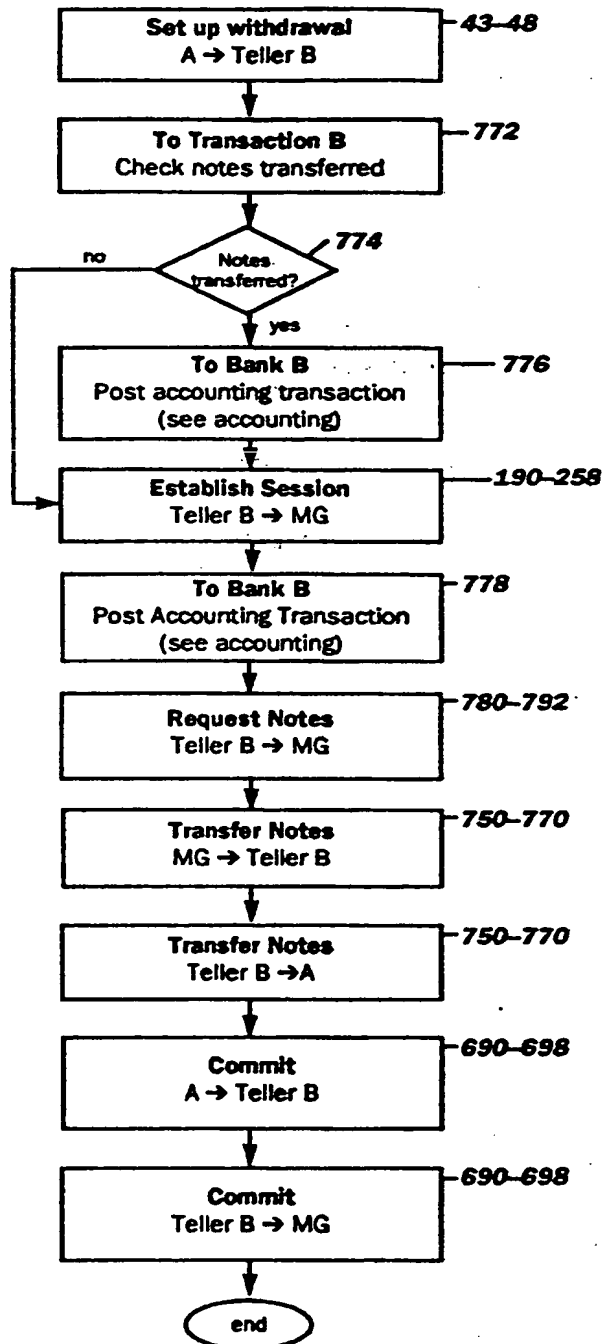 Set up withdrawal
A → Teller B
43–48
To Transaction B
Check notes transferred
772
Notes
transferred?
774
no
yes
To Bank B
Post accounting transaction
(see accounting)
776
Establish Session
Teller B → MG
190–258
To Bank B
Post Accounting Transaction
(see accounting)
778
Request Notes
Teller B → MG
780–792
Transfer Notes
MG → Teller B
750–770
Transfer Notes
Teller B →A
750–770
Commit
A → Teller B
690–698
Commit
Teller B → MG
690–698
end